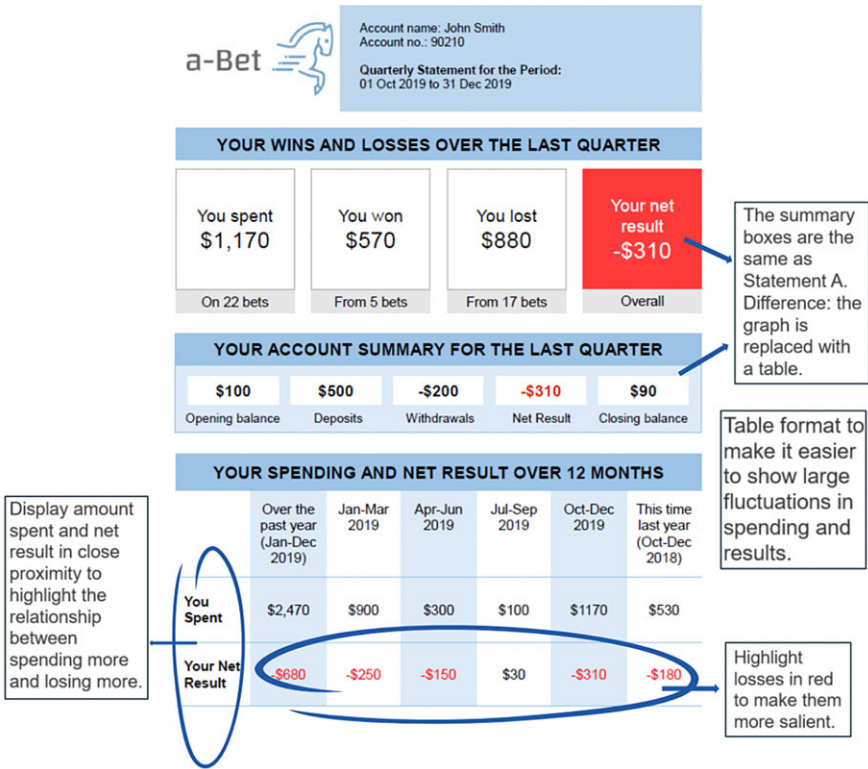 a-Bet
Account name: John Smith
Account no.: 90210
Quarterly Statement for the Period:
01 Oct 2019 to 31 Dec 2019
YOUR WINS AND LOSSES OVER THE LAST QUARTER
You spent
$1,170
On 22 bets
You won
$570
From 5 bets
You lost
$880
From 17 bets
Your net
result
-$310
Overall
The summary
boxes are the
same as
Statement A.
Difference: the
graph is
replaced with
a table.
YOUR ACCOUNT SUMMARY FOR THE LAST QUARTER
$100 $500 -$200 -$310 $90
Opening balance Deposits Withdrawals Net Result Closing balance
Table format to
make it easier
to show large
fluctuations in
spending and
results.
YOUR SPENDING AND NET RESULT OVER 12 MONTHS
Over the
past year
(Jan-Dec
2019)
Jan-Mar
2019
Apr-Jun
2019
Jul-Sep
2019
Oct-Dec
2019
This time
last year
(Oct-Dec
2018)
You
Spent
$2,470 $900 $300 $100 $1170 $530
Your Net
Result
-$680 -$250 -$150 $30 -$310 -$180
Display amount
spent and net
result in close
proximity to
highlight the
relationship
between
spending more
and losing more.
Highlight
losses in red
to make them
more salient.